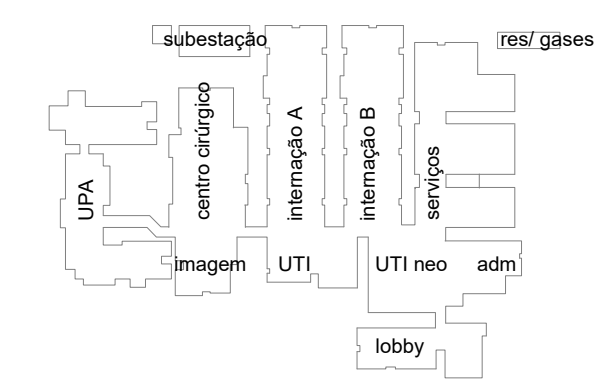 subestação
res/ gases
centro cirúrgico
internação A
internação B
serviços
UPA
imagem
UTI
UTI neo
adm
lobby